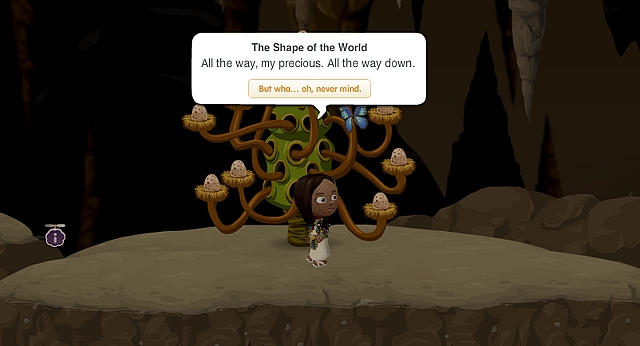 The Shape of the World
All the way, my precious. All the way down.
But who... oh, never mind.
i